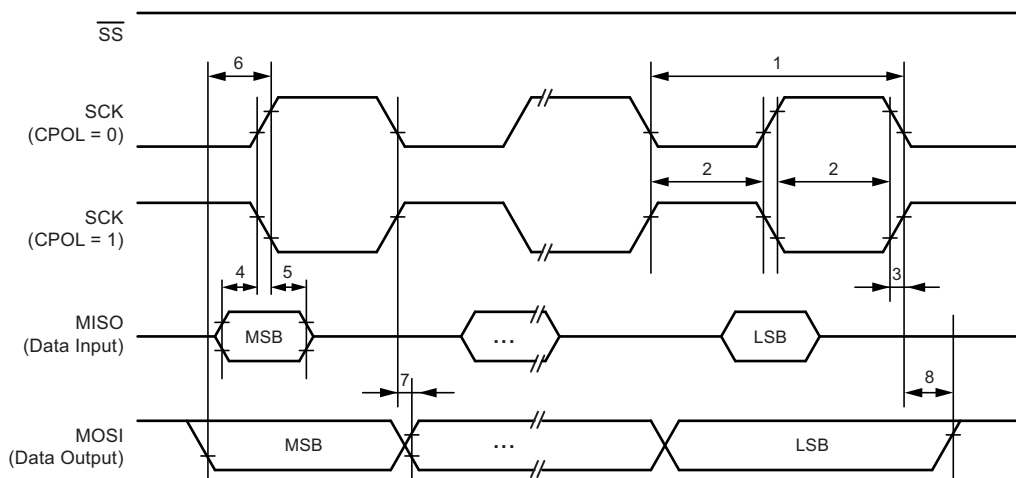 SS
6
1
SCK
(CPOL = 0)
2
2
SCK
(CPOL = 1)
4
5
3
MISO
(Data Input)
MSB
...
LSB
7
8
MOSI
(Data Output)
MSB
...
LSB